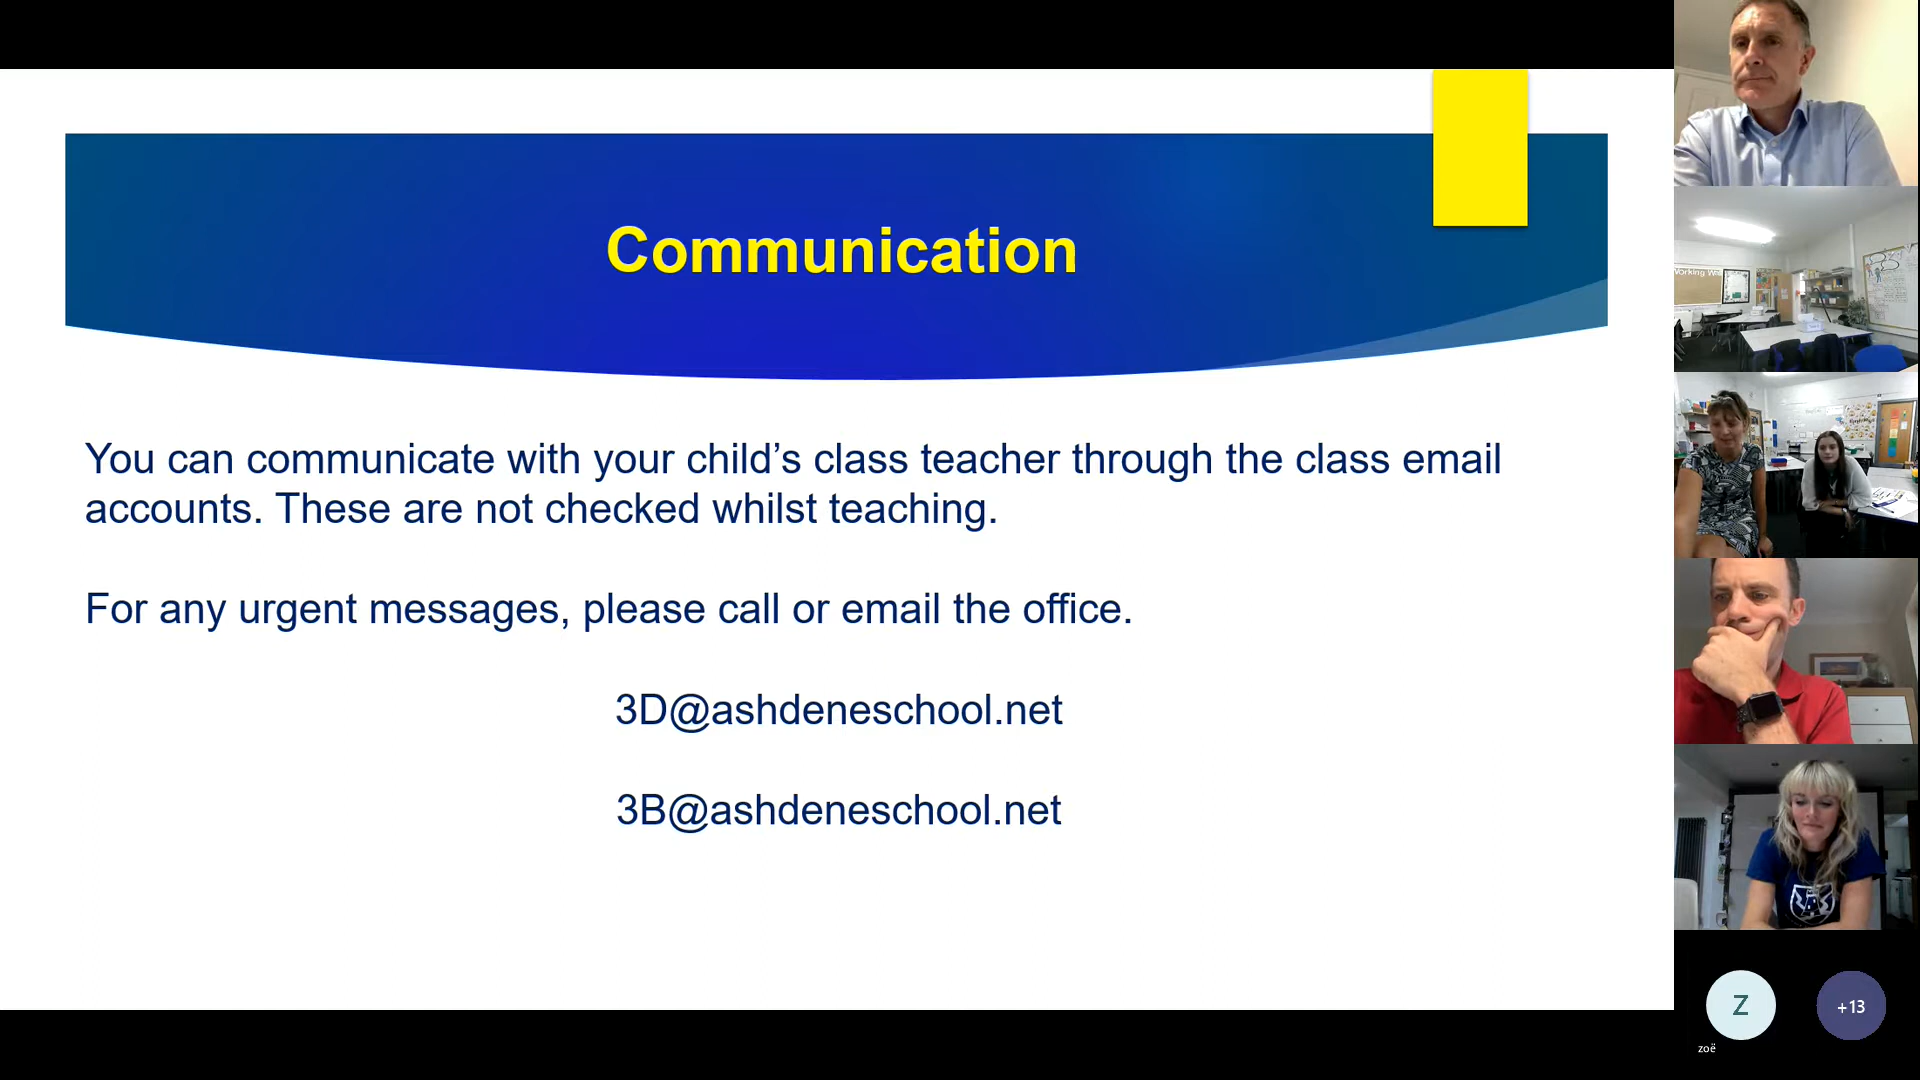 Communication
You can communicate with your child’s class teacher through the class email
accounts. These are not checked whilst teaching.
For any urgent messages, please call or email the office.
3D@ashdeneschool.net
3B@ashdeneschool.net
Working Wa
Z
+13
zoë